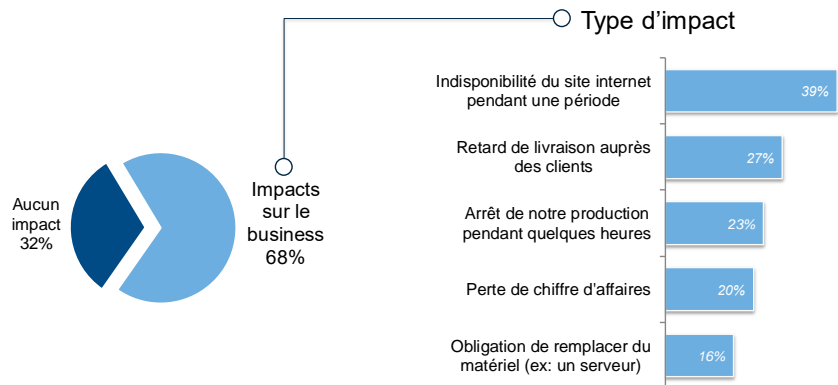 Type d’impact
Indisponibilité du site internet
pendant une période
39%
Retard de livraison auprès
des clients
27%
Arrêt de notre production
pendant quelques heures
23%
Perte de chiffre d'affaires
20%
Obligation de remplacer du
matériel (ex: un serveur)
16%
Aucun
impact
32%
Impacts
sur le
business
68%